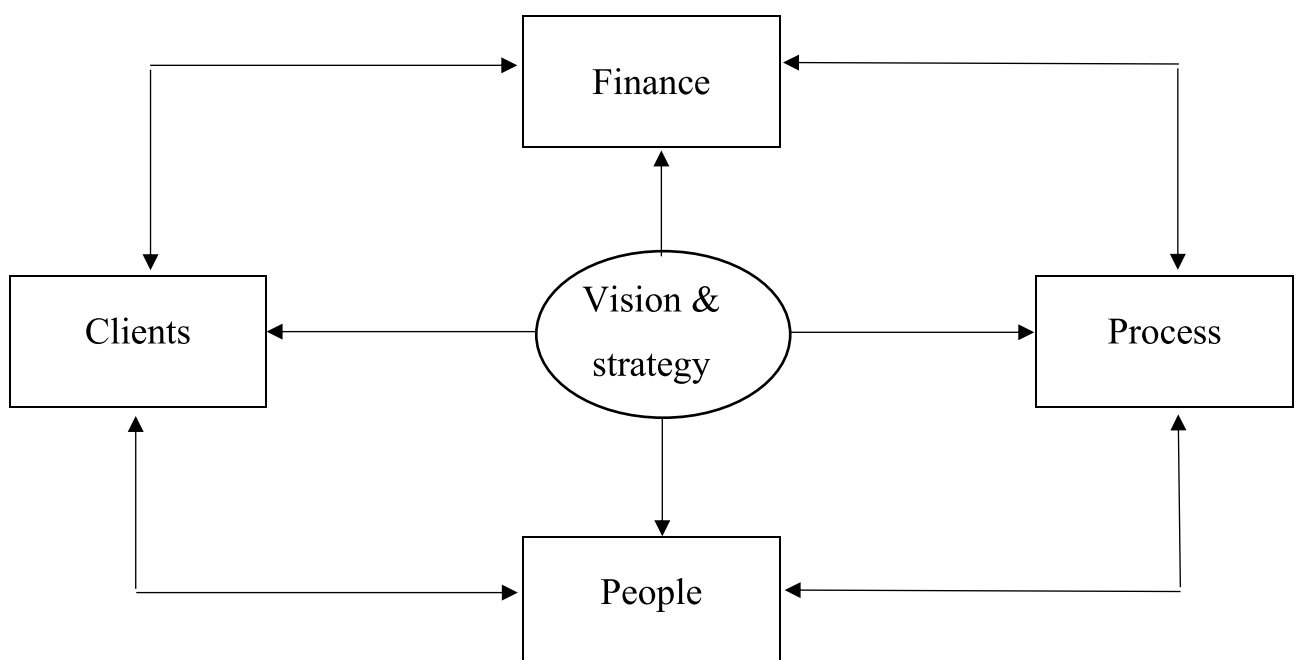 Finance
Vision &
strategy
Clients
Process
People